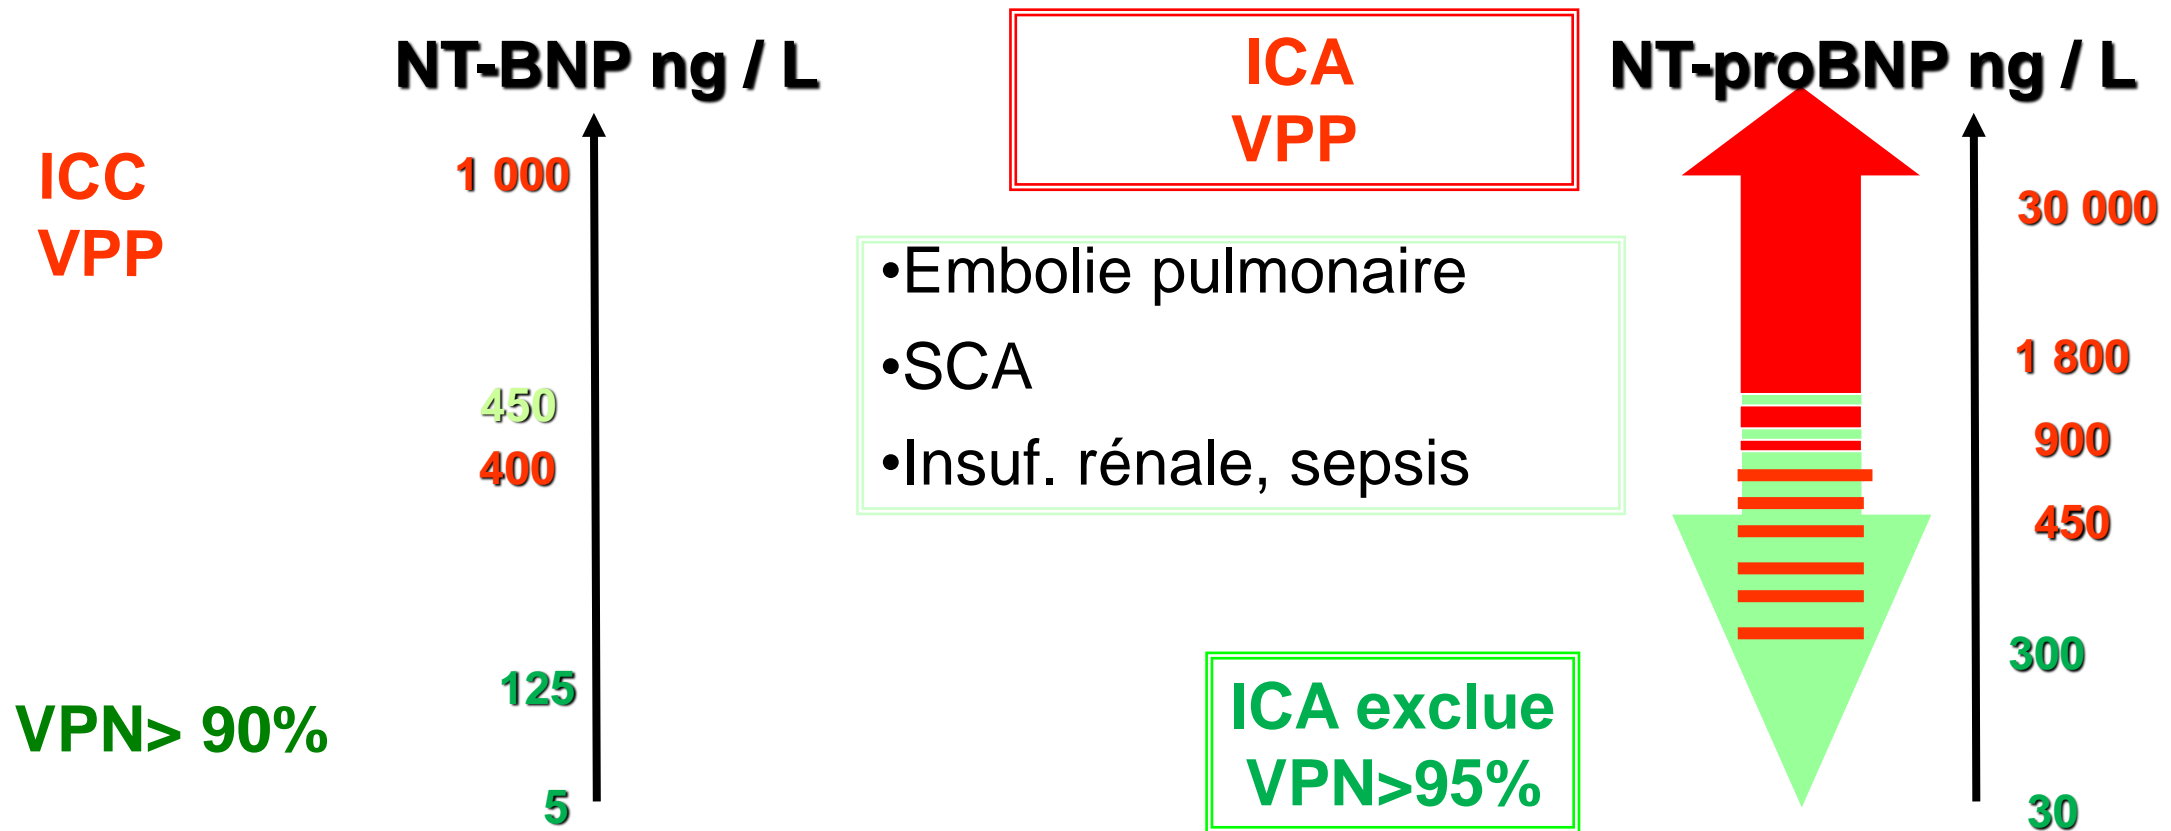 NT-BNP ng / L
ICC
VPP
1 000
450
400
125
VPN> 90%
5
ICA
VPP
•Embolie pulmonaire
•SCA
•Insuf. rénale, sepsis
ICA exclue
VPN>95%
NT-proBNP ng / L
30 000
1 800
900
450
300
30